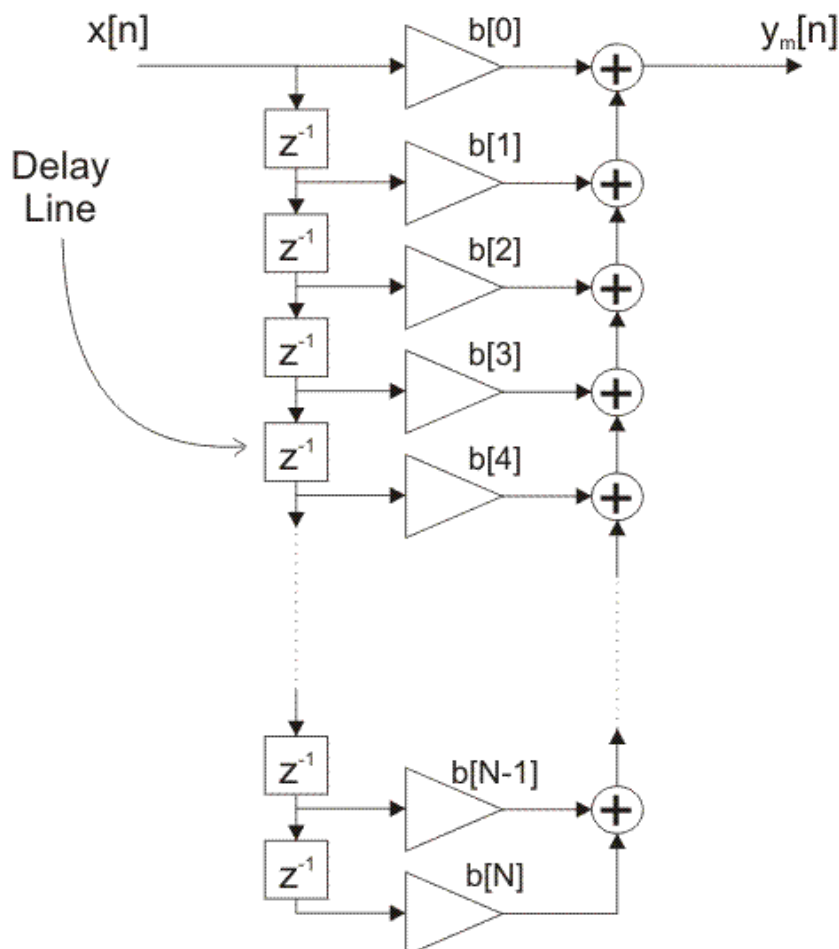 x[n]
b[0]
yₘ[n]
+
z⁻¹
b[1]
+
Delay
Line
z⁻¹
b[2]
+
z⁻¹
b[3]
+
z⁻¹
b[4]
+
z⁻¹
b[N-1]
+
z⁻¹
b[N]